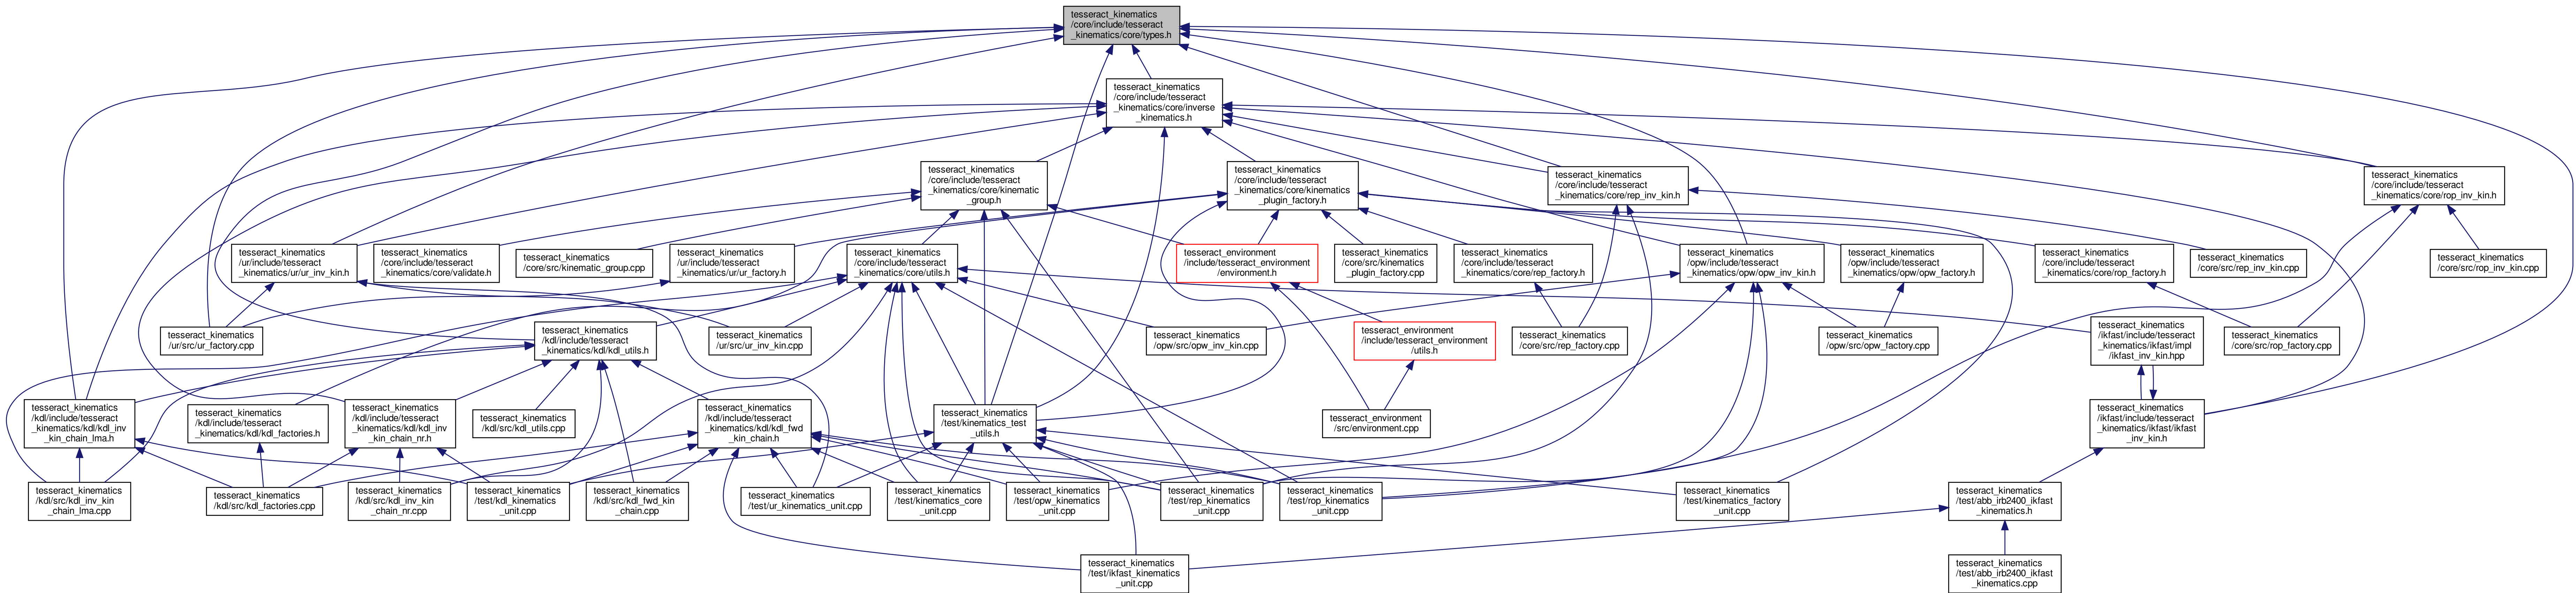 tesseract_kinematics
/core/include/tesseract
_kinematics/core/types.h
tesseract_kinematics
/core/include/tesseract
_kinematics/core/inverse
_kinematics.h
tesseract_kinematics
/core/include/tesseract
_kinematics/core/kinematic
_group.h
tesseract_kinematics
/core/include/tesseract
_kinematics/core/kinematics
_plugin_factory.h
tesseract_kinematics
/core/include/tesseract
_kinematics/core/rep_inv_kin.h
tesseract_kinematics
/core/include/tesseract
_kinematics/core/rop_inv_kin.h
tesseract_kinematics
/ur/include/tesseract
_kinematics/ur/ur_inv_kin.h
tesseract_kinematics
/core/include/tesseract
_kinematics/core/validate.h
tesseract_kinematics
/core/src/kinematic_group.cpp
tesseract_kinematics
/ur/include/tesseract
_kinematics/ur/ur_factory.h
tesseract_kinematics
/core/include/tesseract
_kinematics/core/utils.h
tesseract_environment
/include/tesseract_environment
/environment.h
tesseract_kinematics
/core/src/kinematics
_plugin_factory.cpp
tesseract_kinematics
/core/include/tesseract
_kinematics/core/rep_factory.h
tesseract_kinematics
/opw/include/tesseract
_kinematics/opw/opw_inv_kin.h
tesseract_kinematics
/opw/include/tesseract
_kinematics/opw/opw_factory.h
tesseract_kinematics
/core/include/tesseract
_kinematics/core/rop_factory.h
tesseract_kinematics
/core/src/rep_inv_kin.cpp
tesseract_kinematics
/core/src/rop_inv_kin.cpp
tesseract_kinematics
/ur/src/ur_factory.cpp
tesseract_kinematics
/kdl/include/tesseract
_kinematics/kdl/kdl_utils.h
tesseract_kinematics
/ur/src/ur_inv_kin.cpp
tesseract_kinematics
/opw/src/opw_inv_kin.cpp
tesseract_environment
/include/tesseract_environment
/utils.h
tesseract_kinematics
/core/src/rep_factory.cpp
tesseract_kinematics
/opw/src/opw_factory.cpp
tesseract_kinematics
/ikfast/include/tesseract
_kinematics/ikfast/impl
/ikfast_inv_kin.hpp
tesseract_kinematics
/core/src/rop_factory.cpp
tesseract_kinematics
/kdl/include/tesseract
_kinematics/kdl/kdl_inv
_kin_chain_lma.h
tesseract_kinematics
/kdl/include/tesseract
_kinematics/kdl/kdl_factories.h
tesseract_kinematics
/kdl/include/tesseract
_kinematics/kdl/kdl_inv
_kin_chain_nr.h
tesseract_kinematics
/kdl/src/kdl_utils.cpp
tesseract_kinematics
/kdl/include/tesseract
_kinematics/kdl/kdl_fwd
_kin_chain.h
tesseract_kinematics
/test/kinematics_test
_utils.h
tesseract_environment
/src/environment.cpp
tesseract_kinematics
/ikfast/include/tesseract
_kinematics/ikfast/ikfast
_inv_kin.h
tesseract_kinematics
/kdl/src/kdl_inv_kin
_chain_lma.cpp
tesseract_kinematics
/kdl/src/kdl_factories.cpp
tesseract_kinematics
/kdl/src/kdl_inv_kin
_chain_nr.cpp
tesseract_kinematics
/test/kdl_kinematics
_unit.cpp
tesseract_kinematics
/kdl/src/kdl_fwd_kin
_chain.cpp
tesseract_kinematics
/test/ur_kinematics_unit.cpp
tesseract_kinematics
/test/kinematics_core
_unit.cpp
tesseract_kinematics
/test/opw_kinematics
_unit.cpp
tesseract_kinematics
/test/rep_kinematics
_unit.cpp
tesseract_kinematics
/test/rop_kinematics
_unit.cpp
tesseract_kinematics
/test/kinematics_factory
_unit.cpp
tesseract_kinematics
/test/abb_irb2400_ikfast
_kinematics.h
tesseract_kinematics
/test/ikfast_kinematics
_unit.cpp
tesseract_kinematics
/test/abb_irb2400_ikfast
_kinematics.cpp